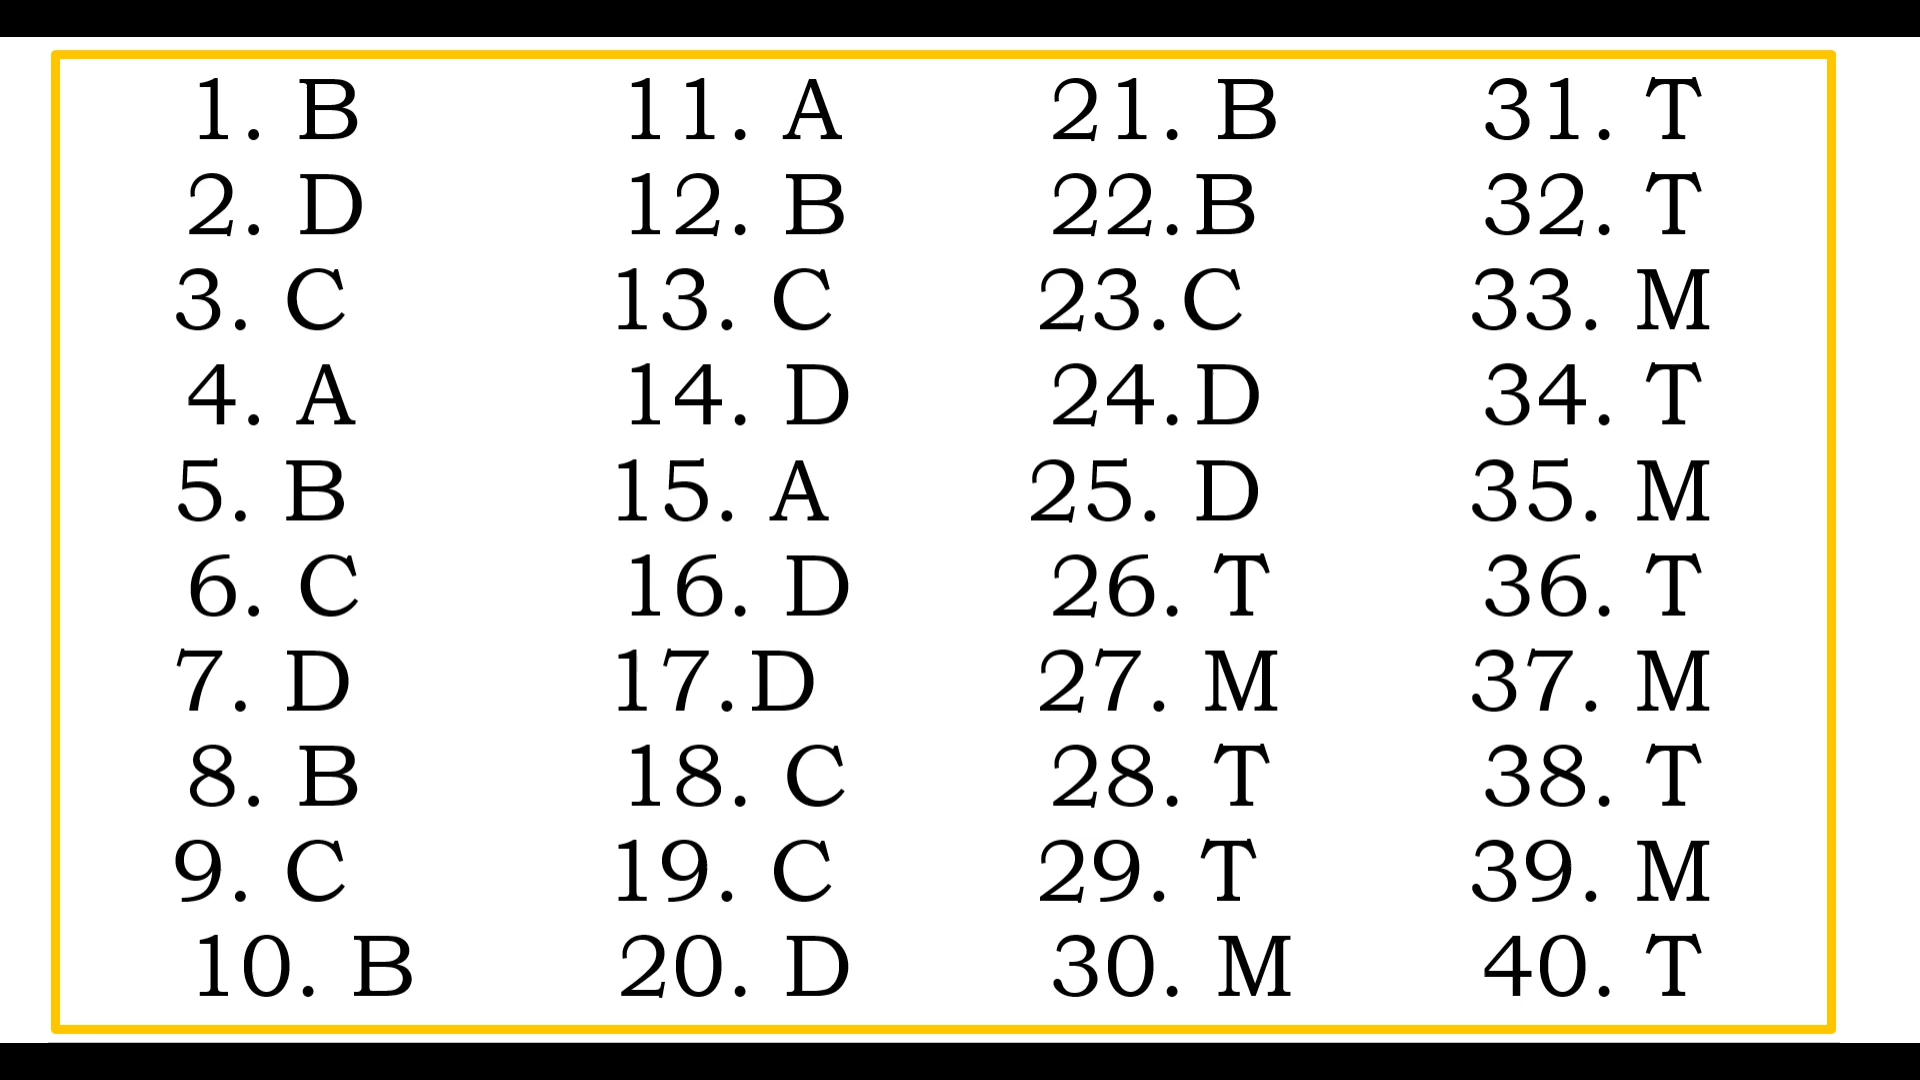 1. B
2. D
3. C
4. A
5. B
6. C
7. D
8. B
9. C
10. B
11. A
12. B
13. C
14. D
15. A
16. D
17.D
18. C
19. C
20. D
21. B
22.B
23.C
24.D
25. D
26. T
27. M
28. T
29. T
30. M
31. T
32. T
33. M
34. T
35. M
36. T
37. M
38. T
39. M
40. T